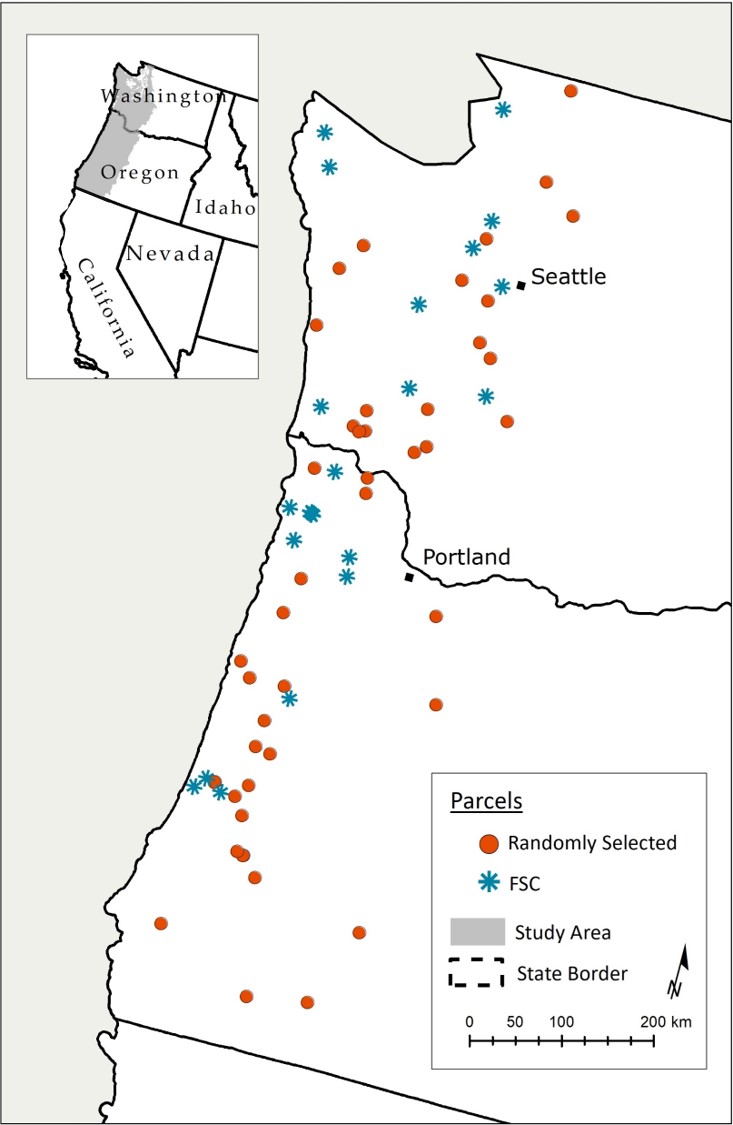 Washington
Oregon
Idaho
Nevada
California
Seattle
Portland
Parcels
Randomly Selected
FSC
Study Area
State Border
N
0 50 100 200 km